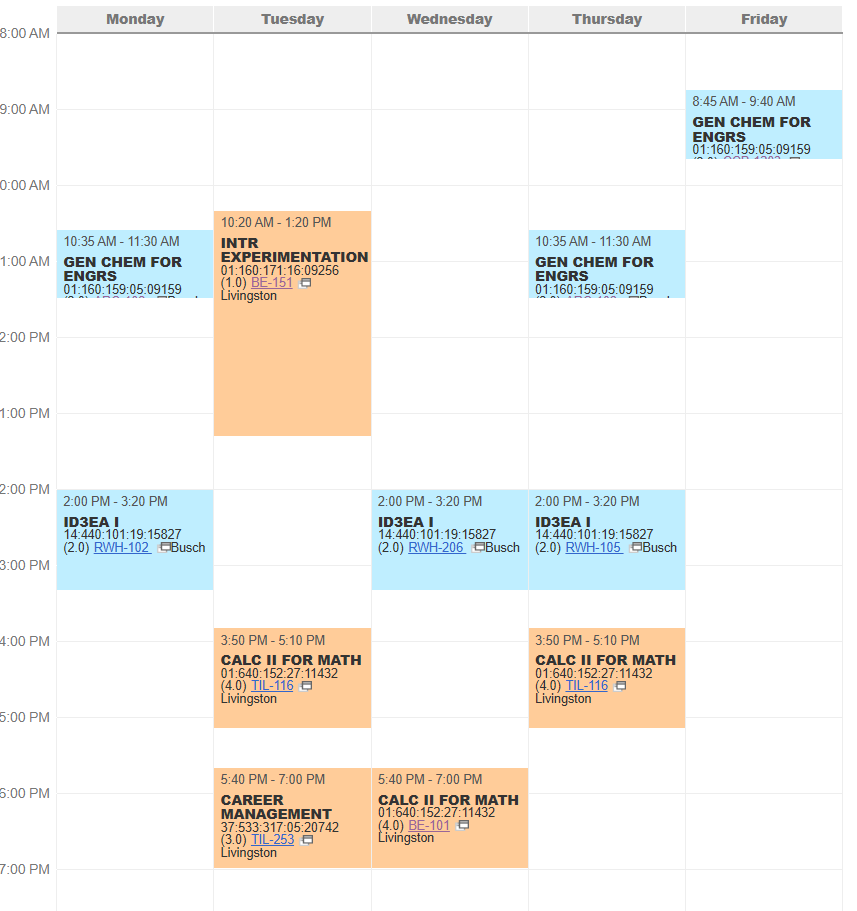 Monday Tuesday Wednesday Thursday Friday
8:00 AM
8:45 AM - 9:40 AM
GEN CHEM FOR
ENGRS
01:160:159:05:09159
9:00 AM
0:00 AM
10:20 AM - 1:20 PM
INTR
EXPERIMENTATION
01:160:171:16:09256
(1.0) BE-151
Livingston
10:35 AM - 11:30 AM
GEN CHEM FOR
ENGRS
01:160:159:05:09159
10:35 AM - 11:30 AM
GEN CHEM FOR
ENGRS
01:160:159:05:09159
1:00 AM
2:00 PM
1:00 PM
2:00 PM
2:00 PM - 3:20 PM
ID3EA I
14:440:101:19:15827
(2.0) RWH-102 Busch
2:00 PM - 3:20 PM
ID3EA I
14:440:101:19:15827
(2.0) RWH-206 Busch
2:00 PM - 3:20 PM
ID3EA I
14:440:101:19:15827
(2.0) RWH-105 Busch
3:00 PM
3:50 PM - 5:10 PM
CALC II FOR MATH
01:640:152:27:11432
(4.0) TIL-116
Livingston
3:50 PM - 5:10 PM
CALC II FOR MATH
01:640:152:27:11432
(4.0) TIL-116
Livingston
4:00 PM
5:00 PM
5:40 PM - 7:00 PM
CAREER
MANAGEMENT
37:533:317:05:20742
(3.0) TIL-253
Livingston
5:40 PM - 7:00 PM
CALC II FOR MATH
01:640:152:27:11432
(4.0) BE-101
Livingston
6:00 PM
7:00 PM